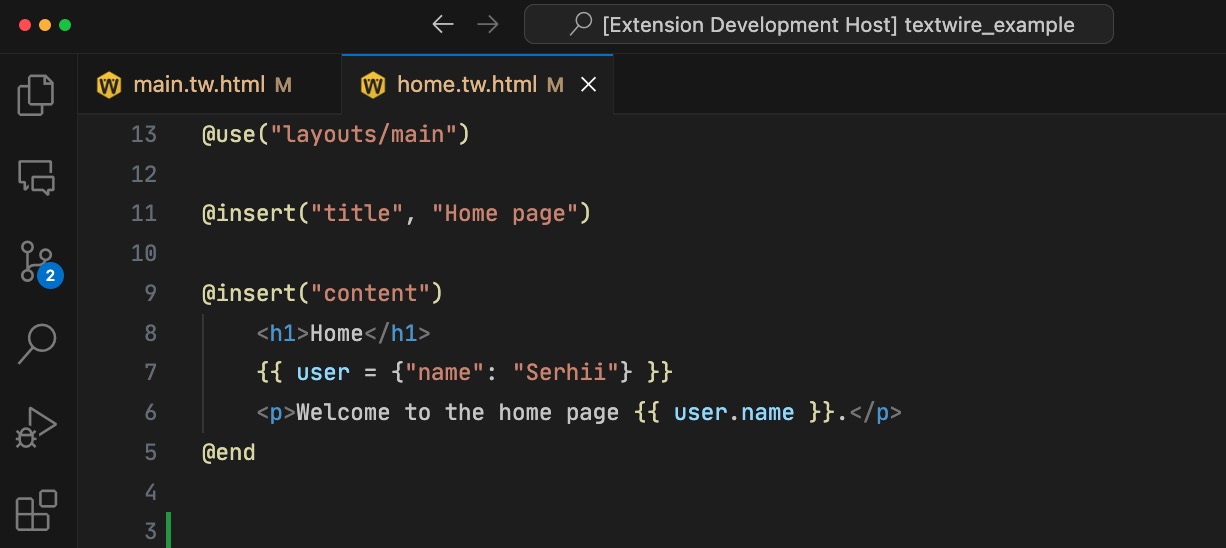 [Extension Development Host] textwire_example
main.tw.html M
home.tw.html M
2
13 @use("layouts/main")
12
11 @insert("title", "Home page")
10
9 @insert("content")
8 <h1>Home</h1>
7 {{ user = {"name": "Serhii"} }}
6 <p>Welcome to the home page {{ user.name }}.</p>
5 @end
4
3